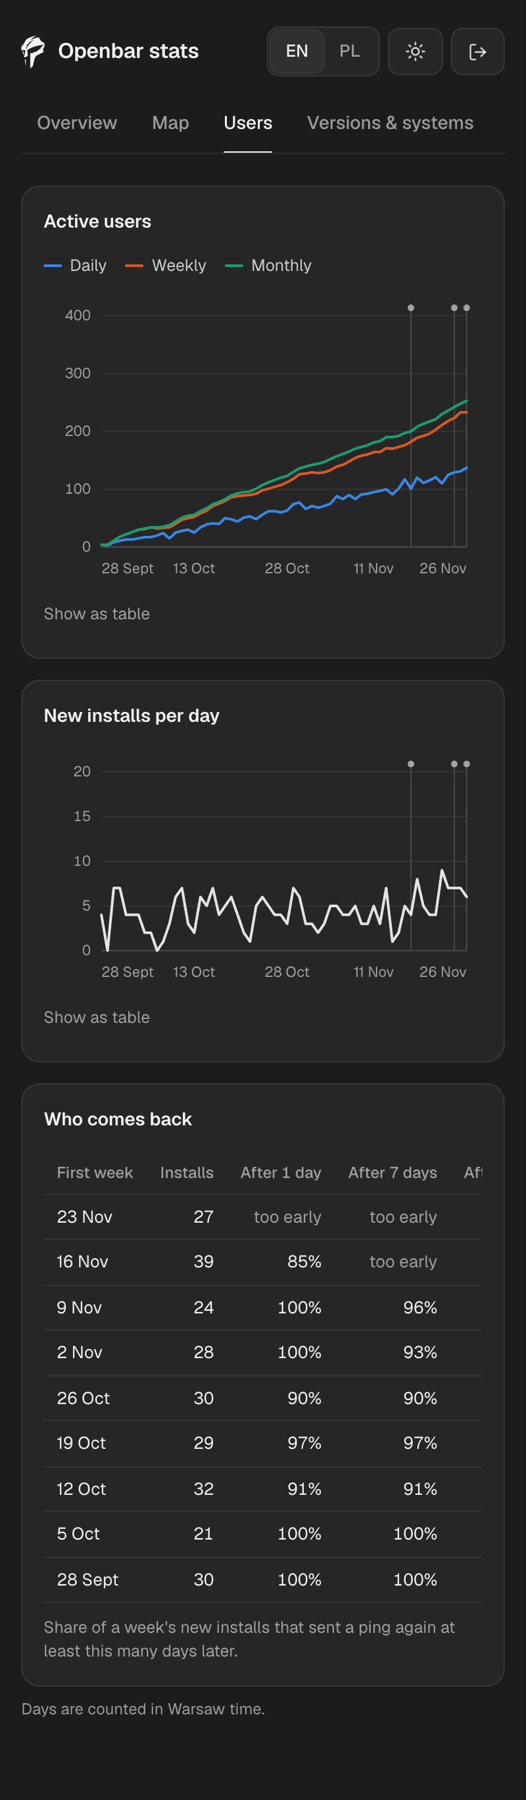 Openbar stats
EN PL
Overview Map Users Versions & systems
Active users
Daily Weekly Monthly
400
300
200
100
0
28 Sept 13 Oct 28 Oct 11 Nov 26 Nov
Show as table
New installs per day
20
15
10
5
0
28 Sept 13 Oct 28 Oct 11 Nov 26 Nov
Show as table
Who comes back
First week Installs After 1 day After 7 days
23 Nov 27 too early too early
16 Nov 39 85% too early
9 Nov 24 100% 96%
2 Nov 28 100% 93%
26 Oct 30 90% 90%
19 Oct 29 97% 97%
12 Oct 32 91% 91%
5 Oct 21 100% 100%
28 Sept 30 100% 100%
Share of a week's new installs that sent a ping again at
least this many days later.
Days are counted in Warsaw time.